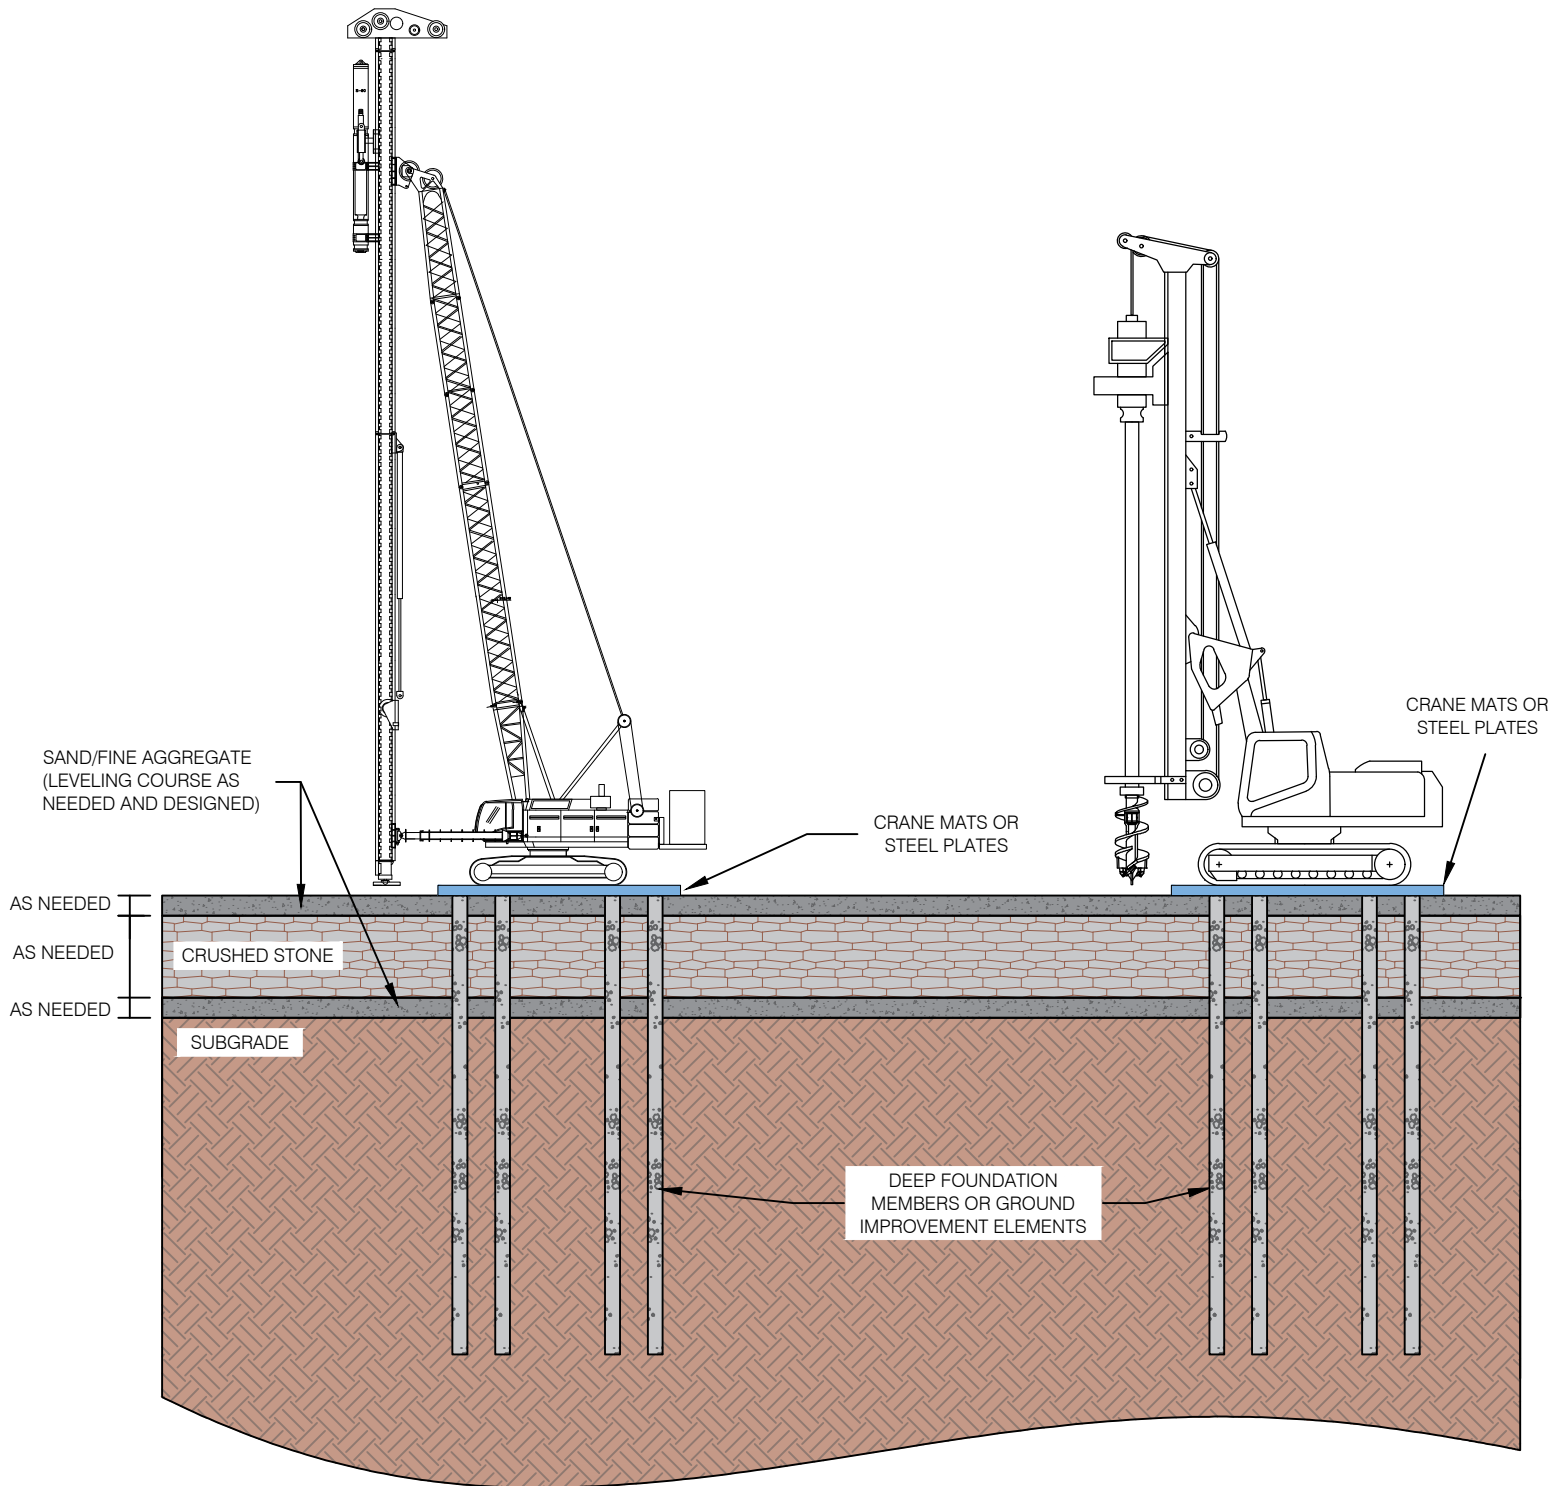 CRANE MATS OR
STEEL PLATES
SAND/FINE AGGREGATE
(LEVELING COURSE AS
NEEDED AND DESIGNED)
CRANE MATS OR
STEEL PLATES
AS NEEDED
AS NEEDED
CRUSHED STONE
AS NEEDED
SUBGRADE
DEEP FOUNDATION
MEMBERS OR GROUND
IMPROVEMENT ELEMENTS